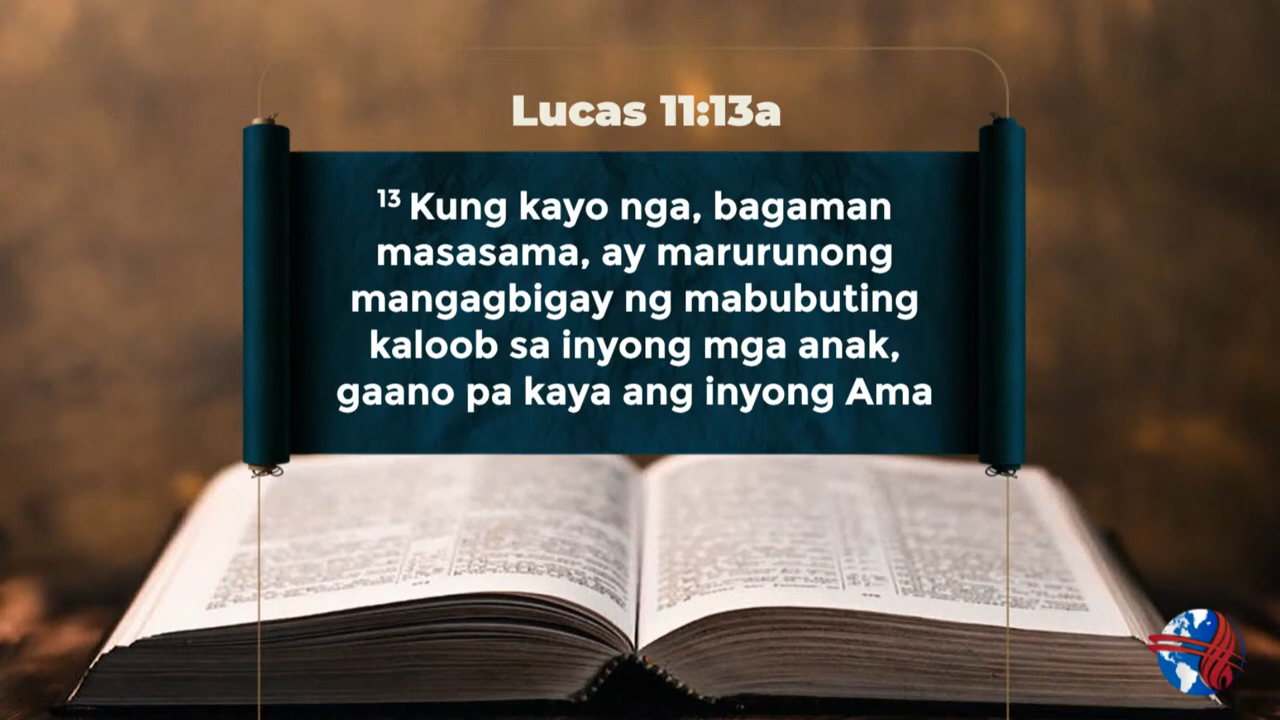 Lucas 11:13a
13 Kung kayo nga, bagaman
masasama, ay marurunong
mangagbigay ng mabubuting
kaloob sa inyong mga anak,
gaano pa kaya ang inyong Ama